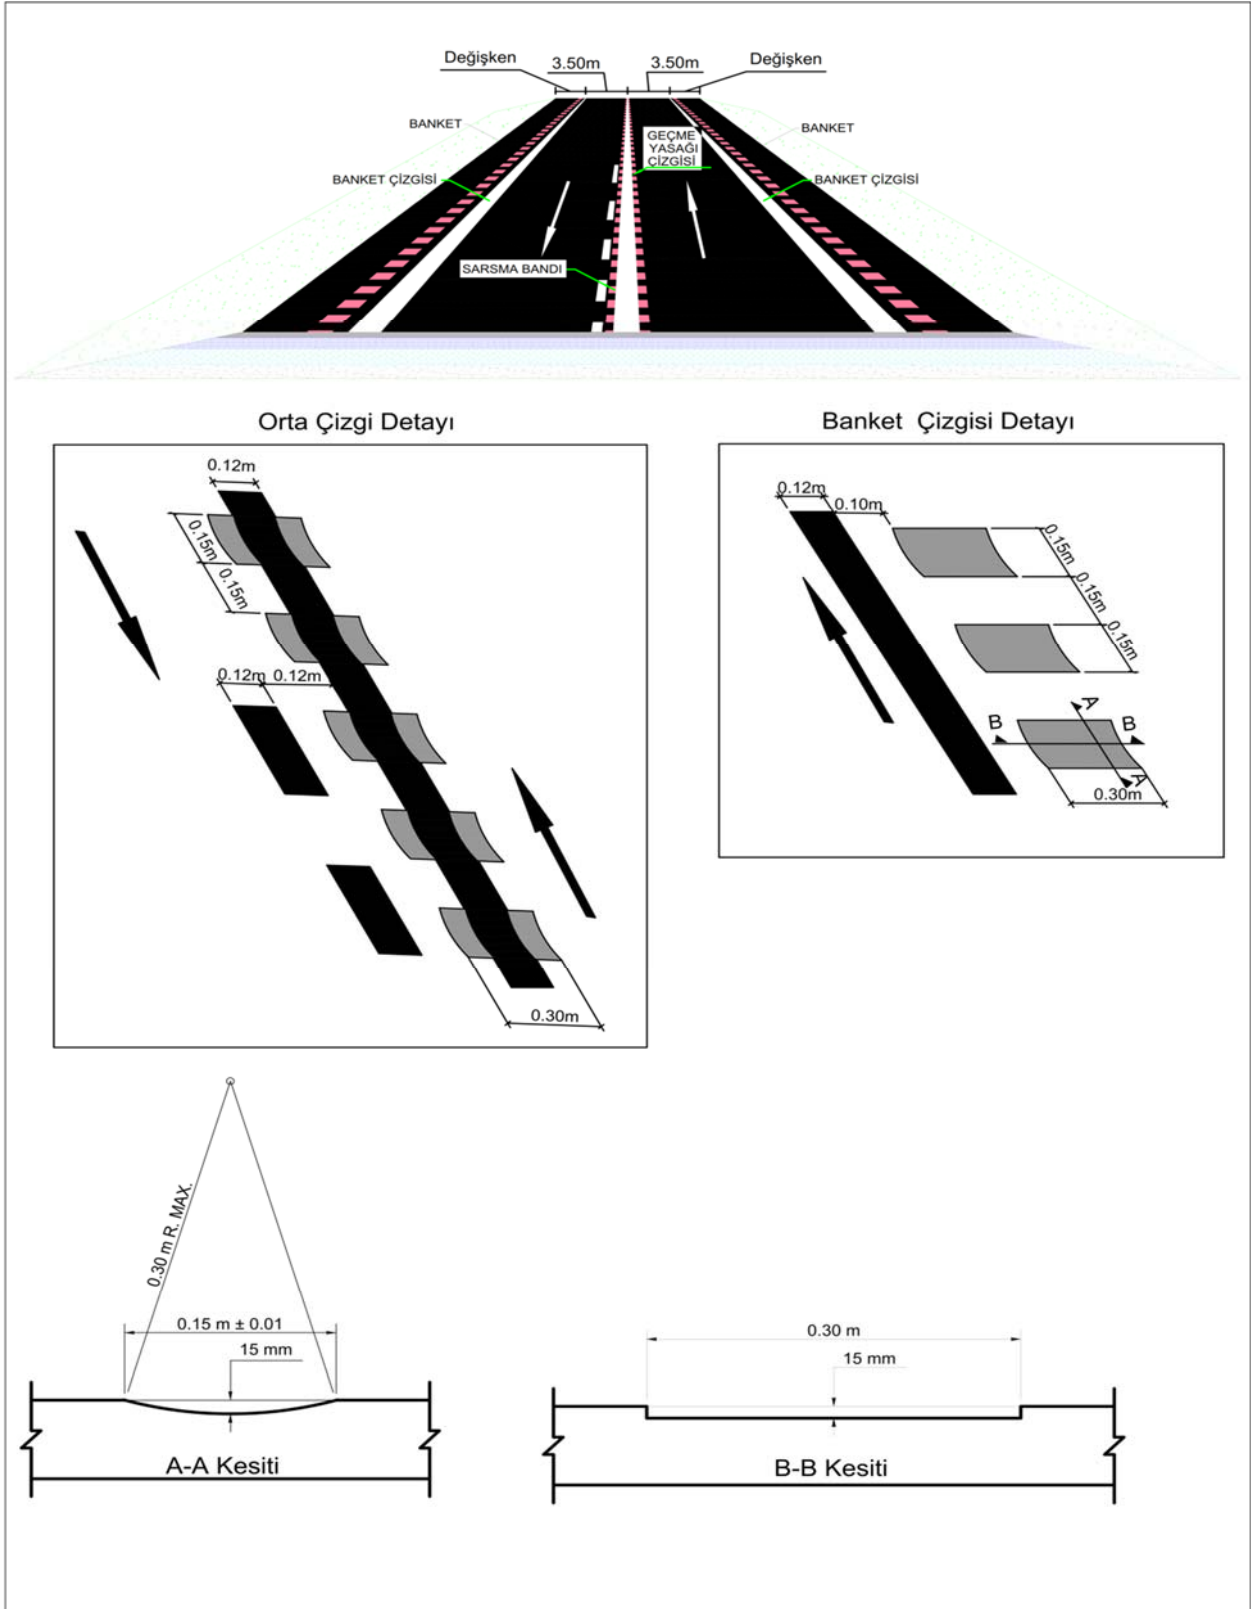 Değişken
3.50m
3.50m
Değişken
BANKET
GEÇME
YASAĞI
ÇİZGİSİ
BANKET
BANKET ÇİZGİSİ
BANKET ÇİZGİSİ
SARSMA BANDI
Orta Çizgi Detayı
0.12m
0.15m
0.15m
0.12m
0.12m
0.30m
Banket Çizgisi Detayı
0.12m
0.10m
0.15m
0.15m
0.15m
A
B
B
A
0.30m
0.30 m R. MAX.
0.15 m ± 0.01
15 mm
A-A Kesiti
0.30 m
15 mm
B-B Kesiti